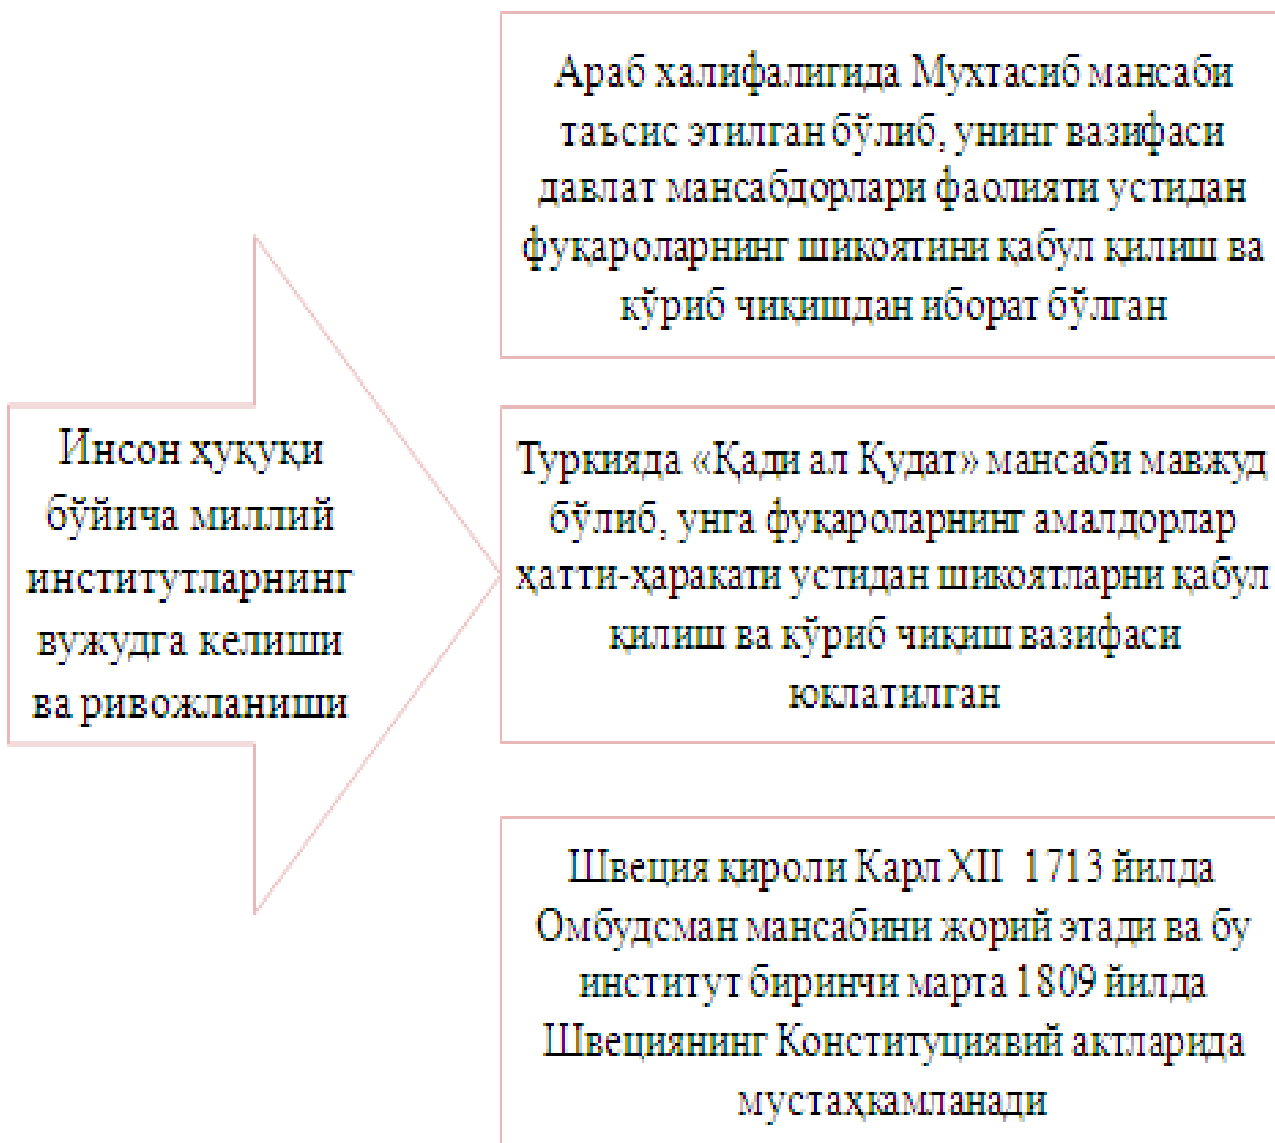 Инсон ҳуқуқи
бўйича миллий
институтларнинг
вужудга келиши
ва ривожланиши
Араб халифалигида Мухтасиб мансаби
таъсис этилган бўлиб, унинг вазифаси
давлат мансабдорлари фаолияти устидан
фуқароларнинг шикоятини қабул қилиш ва
кўриб чиқишдан иборат бўлган
Туркияда «Қади ал Қудат» мансаби мавжуд
бўлиб, унга фуқароларнинг амалдорлар
ҳатти-ҳаракати устидан шикоятларни қабул
қилиш ва кўриб чиқиш вазифаси
юклатилган
Швеция қироли Карл XII 1713 йилда
Омбудсман мансабини жорий этади ва бу
институт биринчи марта 1809 йилда
Швециянинг Конституциявий актларида
мустаҳкамланади